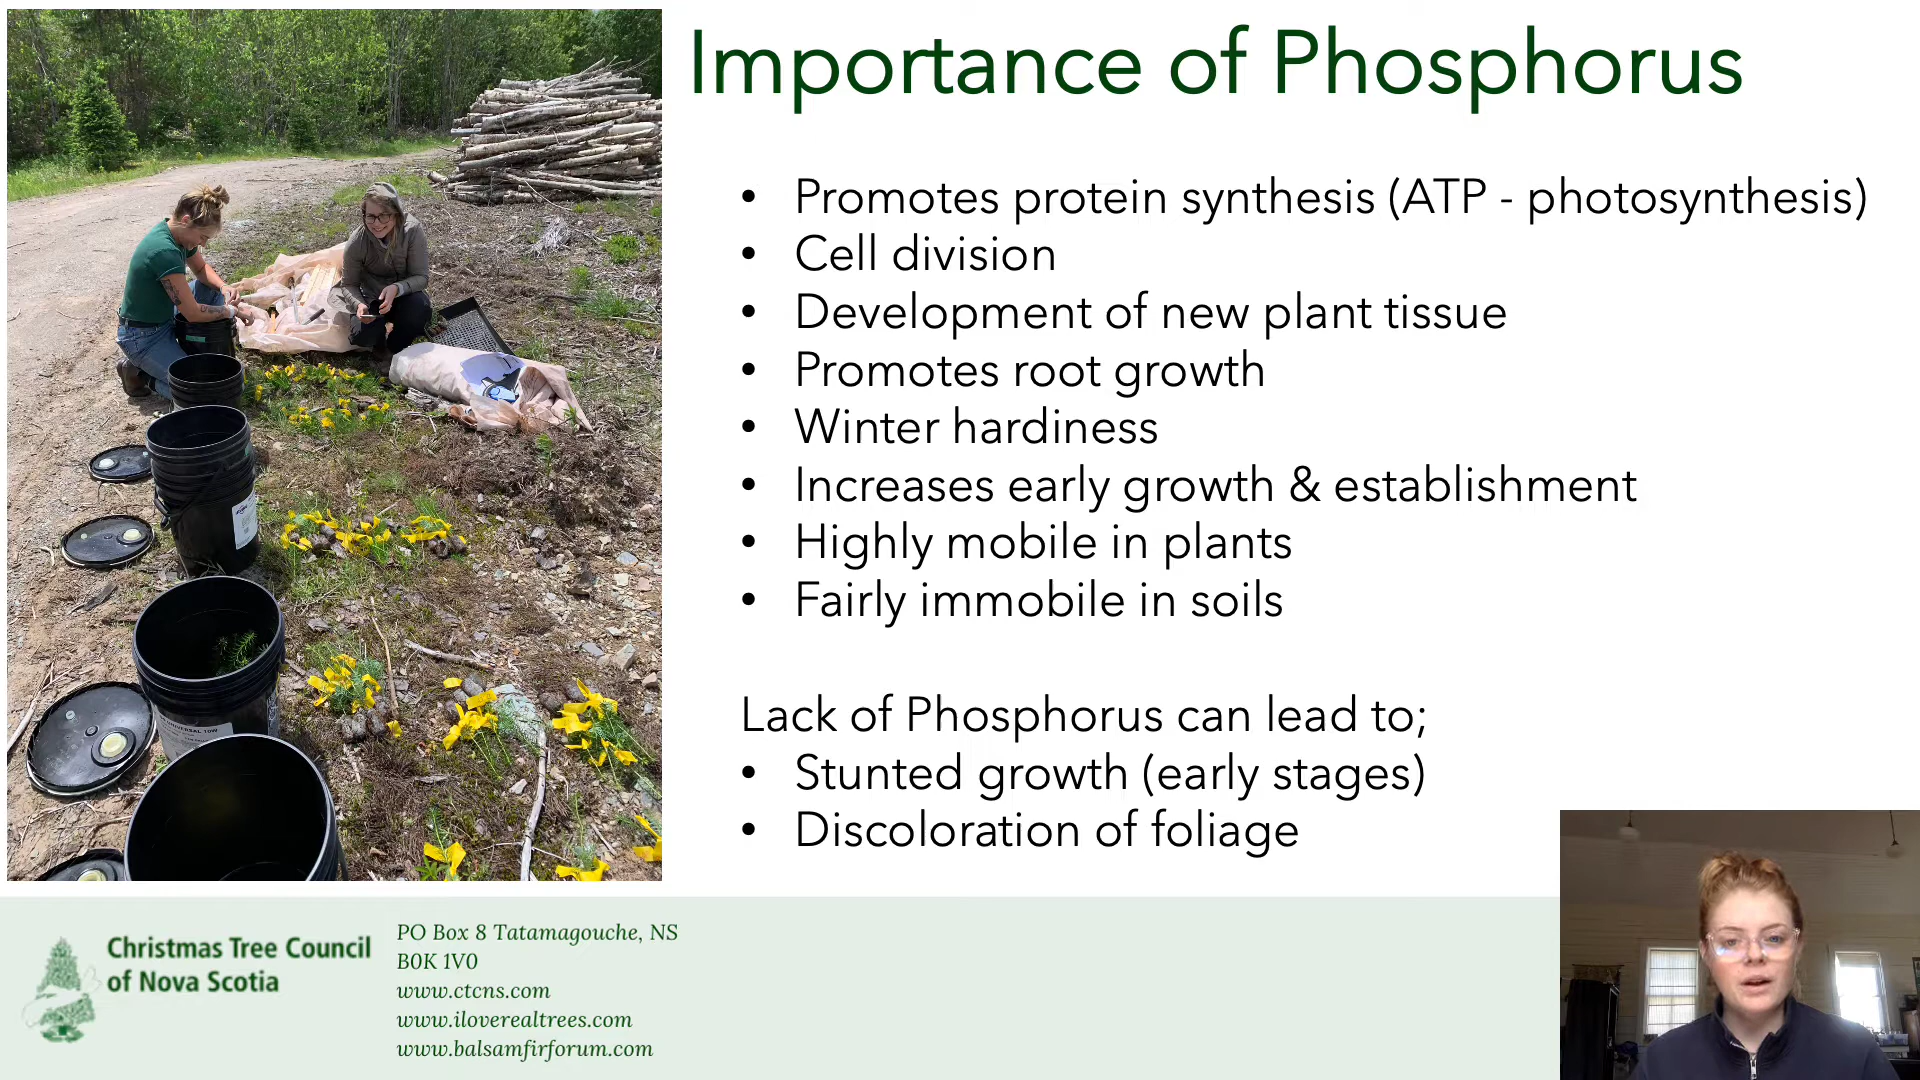 Importance of Phosphorus
• Promotes protein synthesis (ATP - photosynthesis)
• Cell division
• Development of new plant tissue
• Promotes root growth
• Winter hardiness
• Increases early growth & establishment
• Highly mobile in plants
• Fairly immobile in soils
Lack of Phosphorus can lead to;
• Stunted growth (early stages)
• Discoloration of foliage
Christmas Tree Council
of Nova Scotia
PO Box 8 Tatamagouche, NS
B0K 1V0
www.ctcns.com
www.iloverealtrees.com
www.balsamfirforum.com